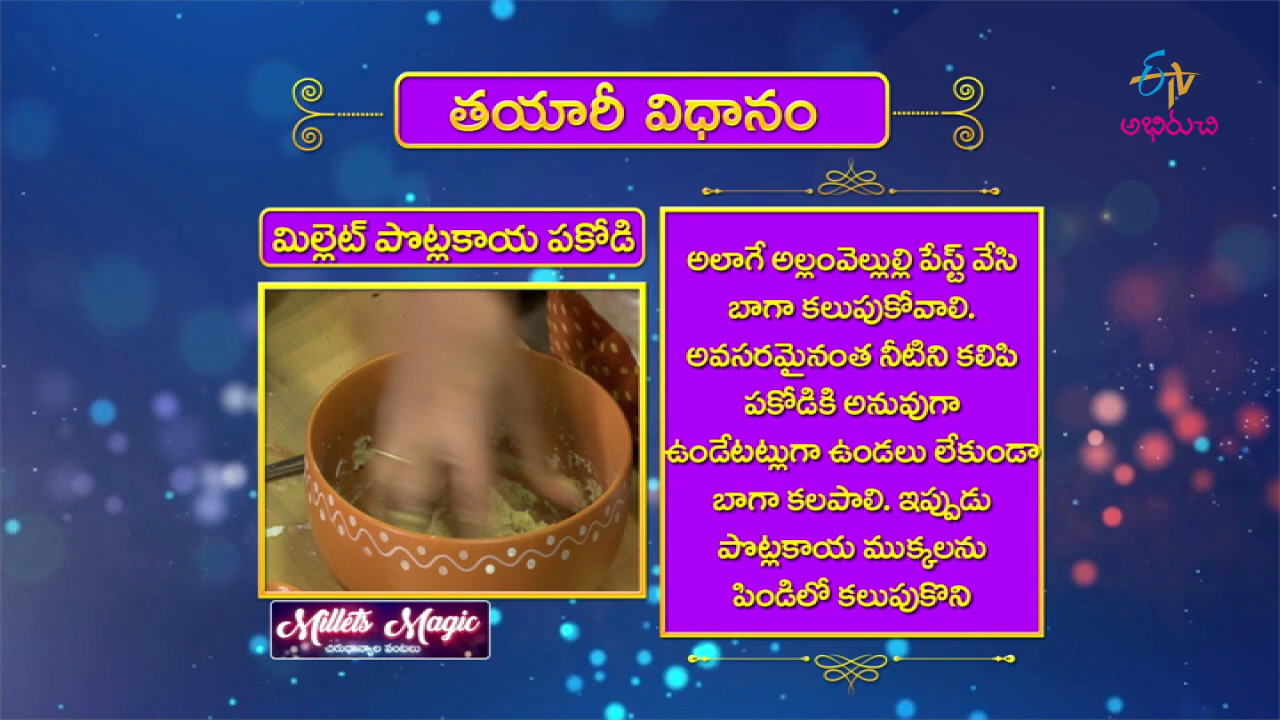 తయారీ విధానం
ETV
అభిరుచి
మిల్లెట్ పొట్లకాయ పకోడి
అలాగే అల్లంవెల్లుల్లి పేస్ట్ వేసి
బాగా కలుపుకోవాలి.
అవసరమైనంత నీటిని కలిపి
పకోడికి అనువుగా
ఉండేటట్లుగా ఉండలు లేకుండా
బాగా కలపాలి. ఇప్పుడు
పొట్లకాయ ముక్కలను
పిండిలో కలుపుకొని
Millets Magic
చిరుధాన్యాల వంటలు